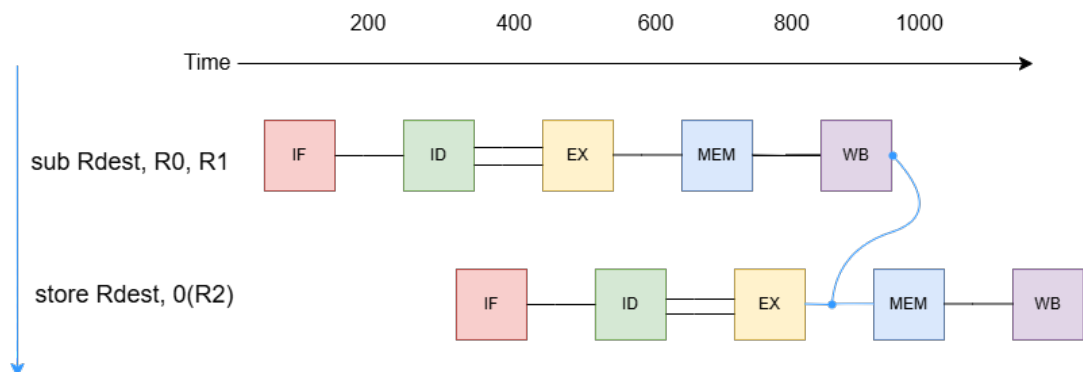 200 400 600 800 1000
Time
sub Rdest, R0, R1
IF ID EX MEM WB
store Rdest, 0(R2)
IF ID EX MEM WB